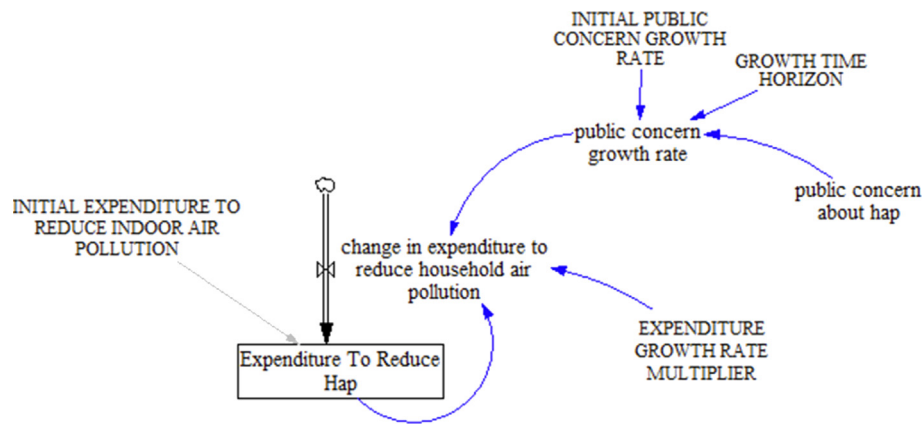 INITIAL PUBLIC
CONCERN GROWTH
RATE
GROWTH TIME
HORIZON
public concern
growth rate
public concern
about hap
INITIAL EXPENDITURE TO
REDUCE INDOOR AIR
POLLUTION
change in expenditure to
reduce household air
pollution
EXPENDITURE
GROWTH RATE
MULTIPLIER
Expenditure To Reduce
Hap